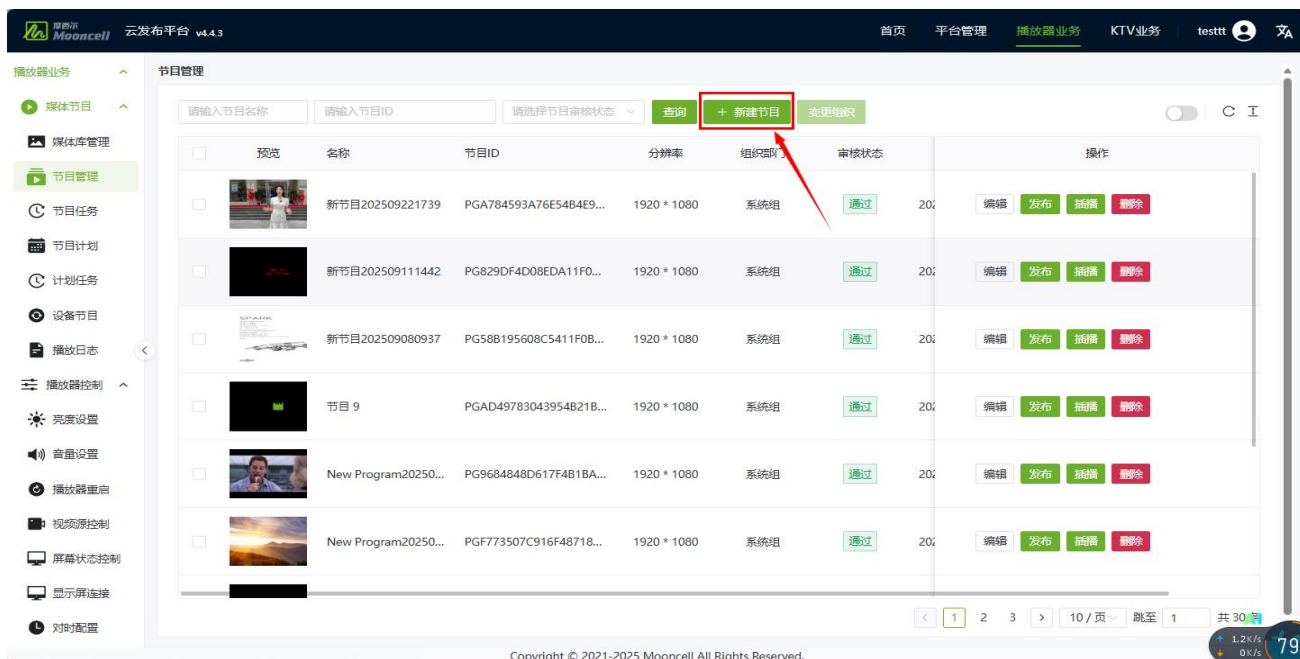 摩西尔
Mooncell 云发布平台 v4.4.3 首页 平台管理 播放器业务 KTV业务 testtt
播放器业务 节目管理
媒体节目 请输入节目名称 请输入节目ID 请选择节目审核状态 查询 + 新建节目 变更组织
媒体库管理 预览 名称 节目ID 分辨率 组织部门 审核状态 操作
节目管理
节目任务 新节目202509221739 PGA784593A76E54B4E9... 1920 * 1080 系统组 通过 202 编辑 发布 插播 删除
节目计划
计划任务 新节目202509111442 PG829DF4D08EDA11F0... 1920 * 1080 系统组 通过 202 编辑 发布 插播 删除
设备节目 SPARK
播放日志 新节目202509080937 PG58B195608C5411F0B... 1920 * 1080 系统组 通过 202 编辑 发布 插播 删除
播放器控制
亮度设置 节目 9 PGAD49783043954B21B... 1920 * 1080 系统组 通过 202 编辑 发布 插播 删除
音量设置
播放器重启 New Program20250... PG9684848D617F4B1BA... 1920 * 1080 系统组 通过 202 编辑 发布 插播 删除
视频源控制
屏幕状态控制 New Program20250... PGF773507C916F48718... 1920 * 1080 系统组 通过 202 编辑 发布 插播 删除
显示屏连接
对时配置 1 2 3 10 / 页 跳至 1 共 30
1.2K/s
0K/s 79
Copyright © 2021-2025 Mooncell All Rights Reserved.